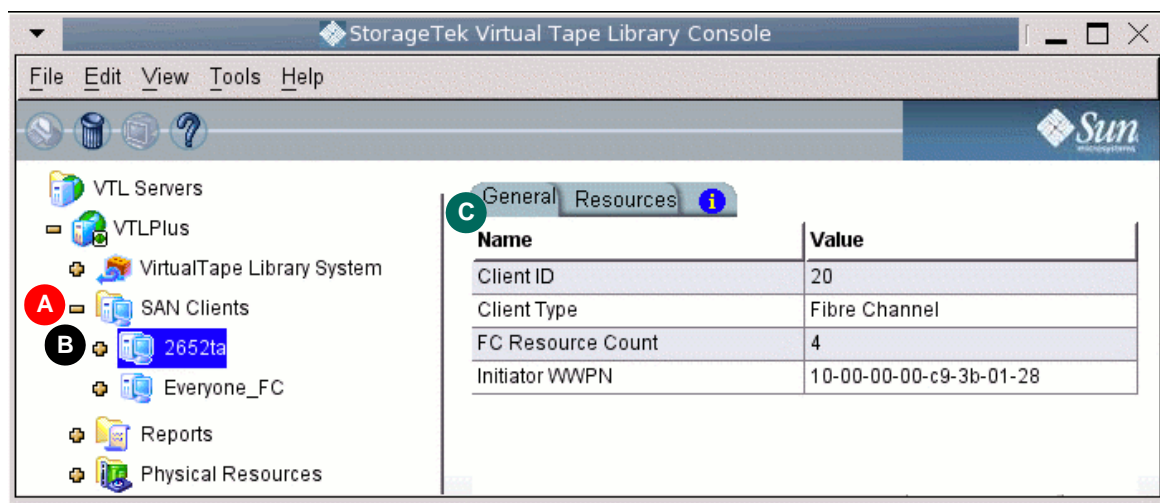 StorageTek Virtual Tape Library Console
File Edit View Tools Help
Sun
microsystems
VTL Servers
VTLPlus
VirtualTape Library System
A SAN Clients
B 2652ta
Everyone_FC
Reports
Physical Resources
C General Resources i
Name Value
Client ID 20
Client Type Fibre Channel
FC Resource Count 4
Initiator WWPN 10-00-00-00-c9-3b-01-28